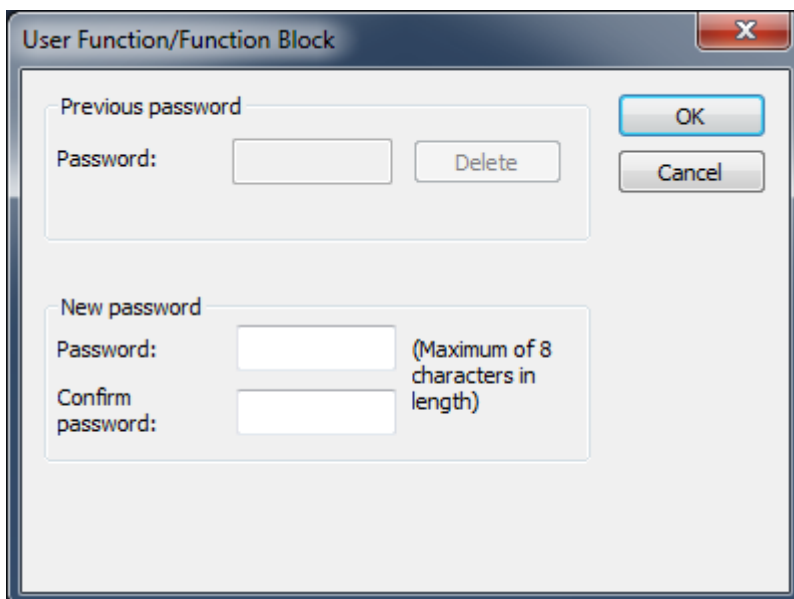 User Function/Function Block
X
Previous password
Password:
Delete
OK
Cancel
New password
Password:
(Maximum of 8
characters in
length)
Confirm
password: